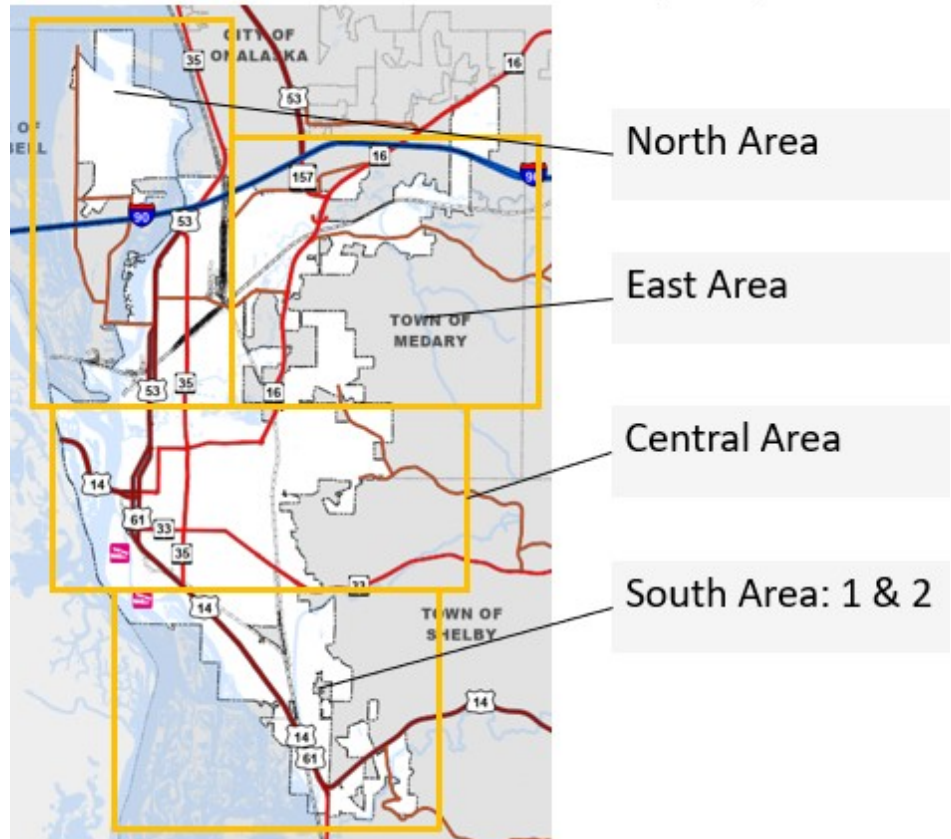 CITY OF
ONALASKA
35
16
53
North Area
OF
BELL
16
157
90
90
53
East Area
TOWN OF
MEDARY
53
35
16
Central Area
14
61
33
35
33
South Area: 1 & 2
14
TOWN OF
SHELBY
14
14
61